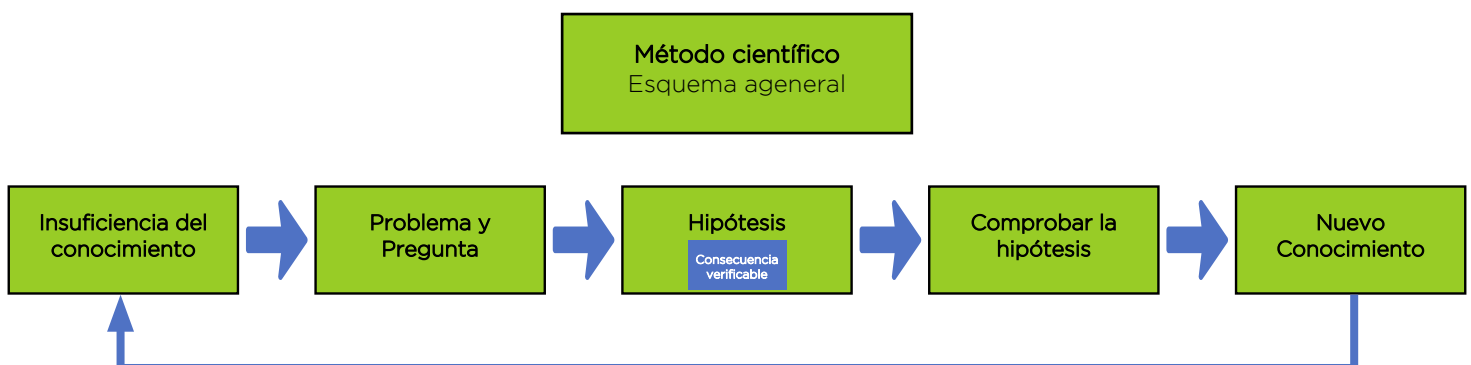 Método científico
Esquema ageneral
Insuficiencia del
conocimiento
Problema y
Pregunta
Hipótesis
Consecuencia
verificable
Comprobar la
hipótesis
Nuevo
Conocimiento